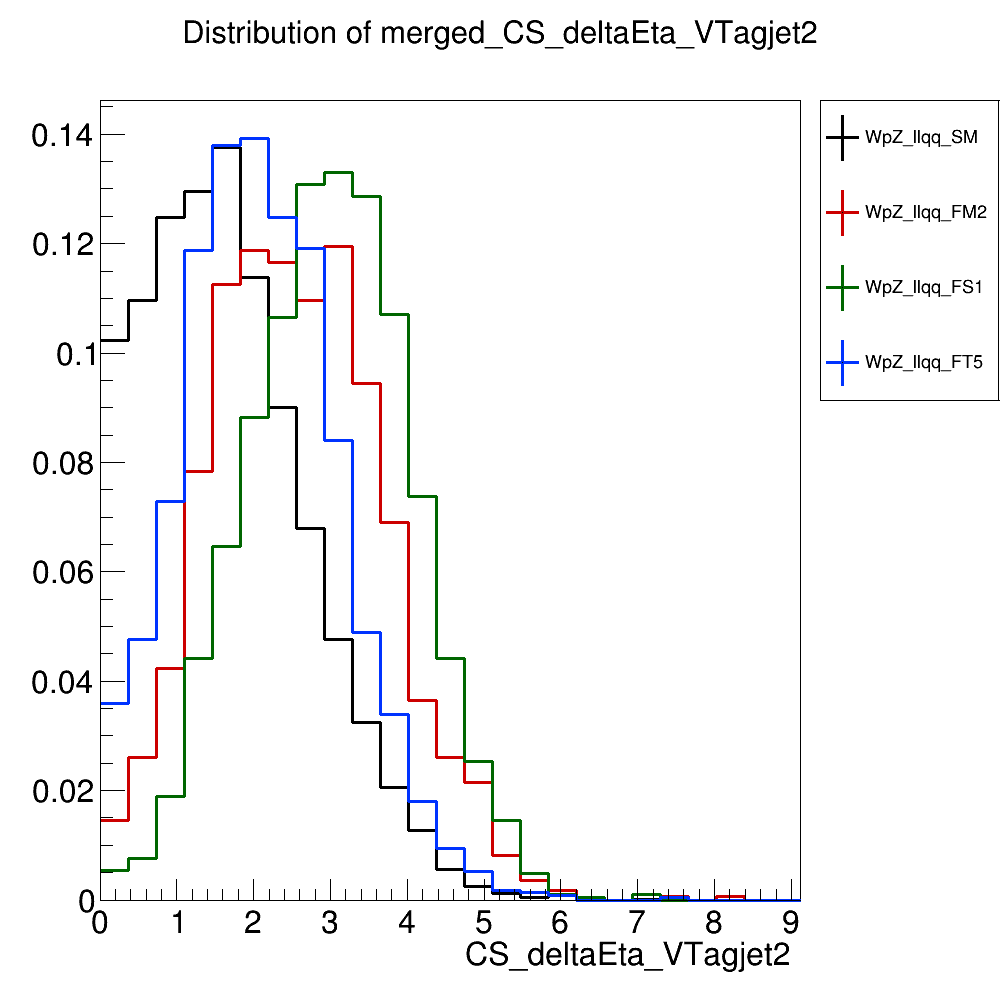 Distribution of merged_CS_deltaEta_VTagjet2
0.14
0.12
0.1
0.08
0.06
0.04
0.02
0
0 1 2 3 4 5 6 7 8 9
CS_deltaEta_VTagjet2
WpZ_llqq_SM
WpZ_llqq_FM2
WpZ_llqq_FS1
WpZ_llqq_FT5